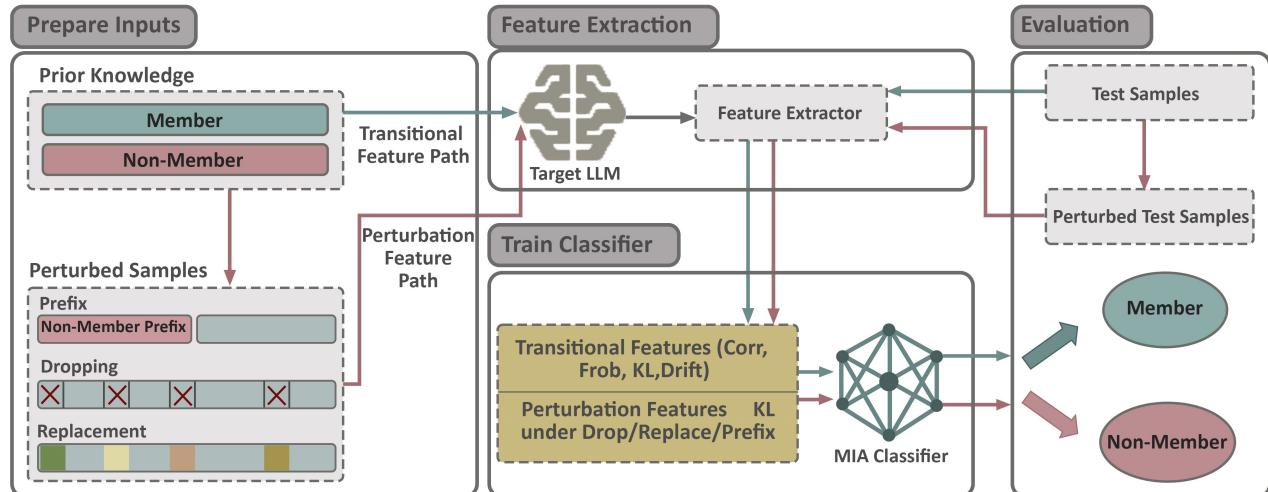 Prepare Inputs
Prior Knowledge
Member
Non-Member
Transitional
Feature Path
Perturbation
Feature
Path
Perturbed Samples
Prefix
Non-Member Prefix
Dropping
Replacement
Feature Extraction
Target LLM
Feature Extractor
Train Classifier
Transitional Features (Corr,
Frob, KL,Drift)
Perturbation Features KL
under Drop/Replace/Prefix
MIA Classifier
Evaluation
Test Samples
Perturbed Test Samples
Member
Non-Member